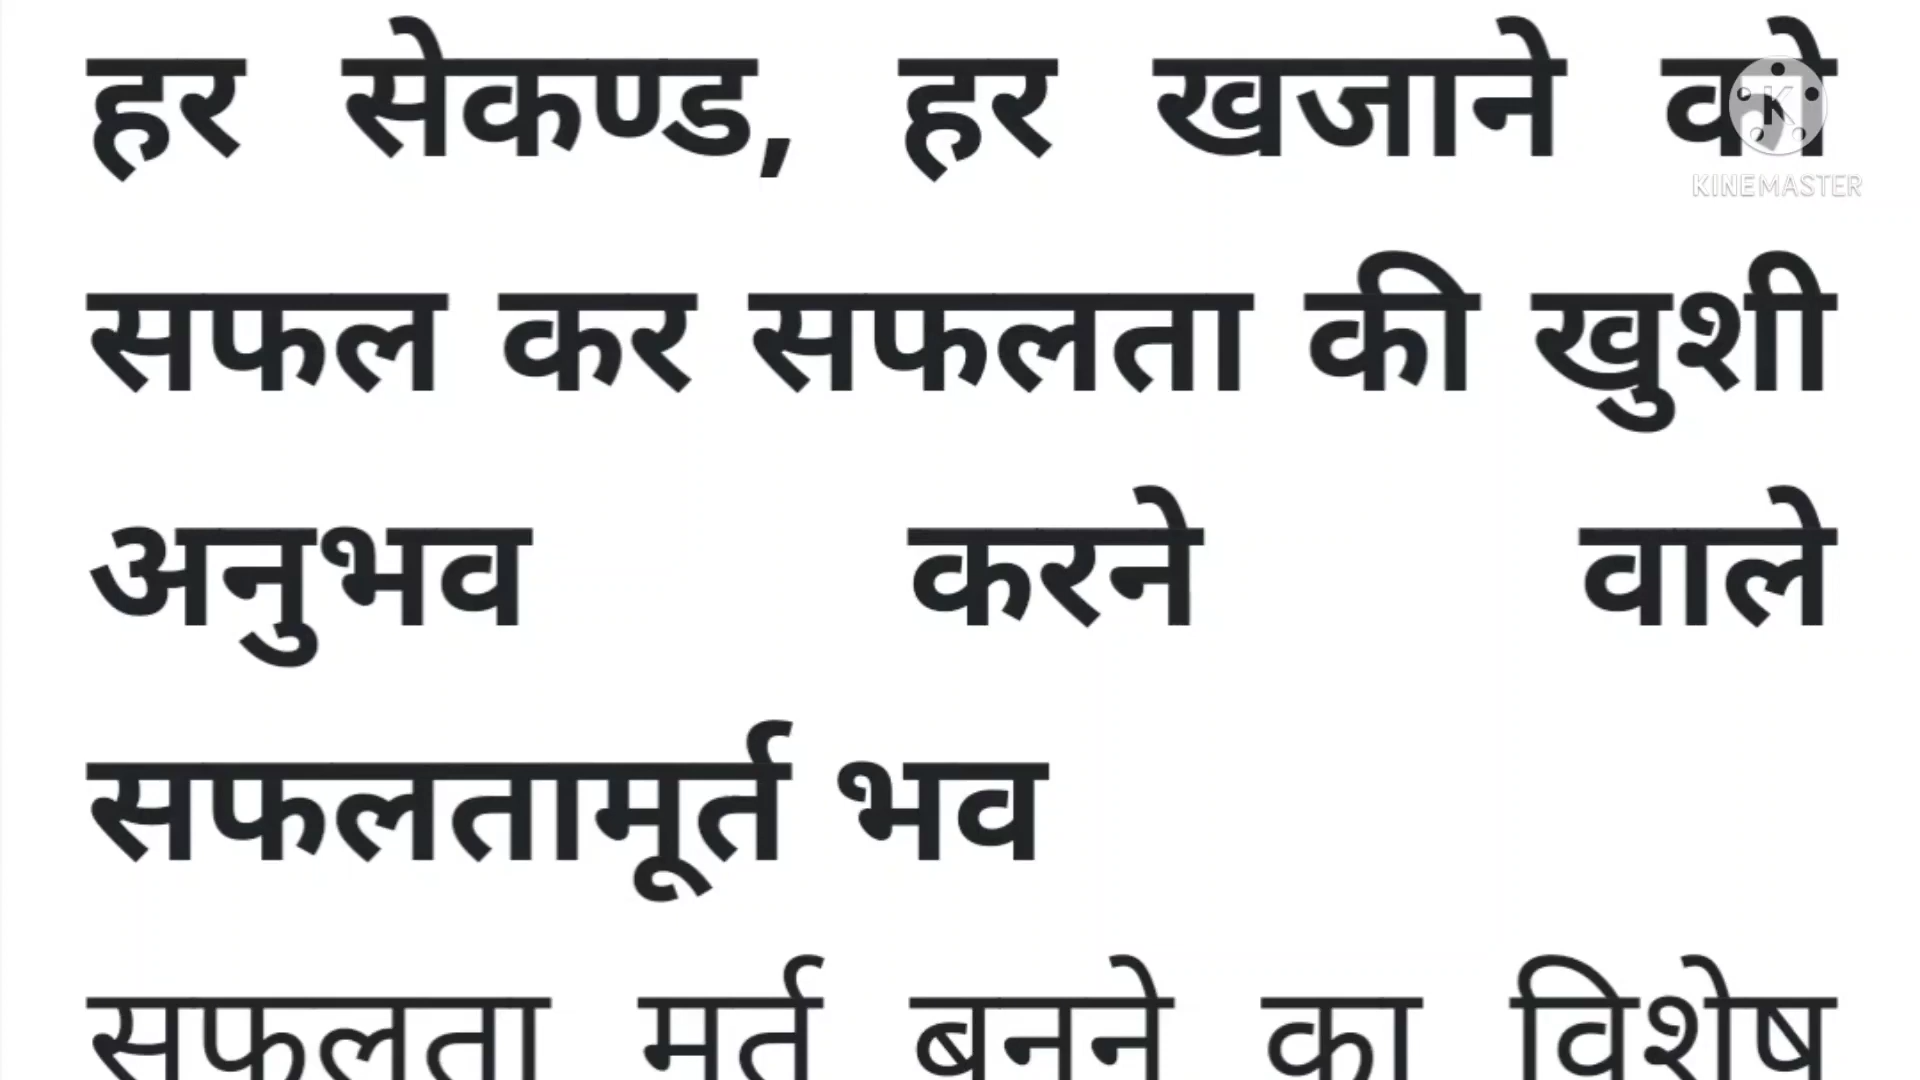 हर सेकण्ड, हर खजाने को
KINEMASTER
सफल कर सफलता की खुशी
अनुभव करने वाले
सफलतामूर्त भव
सफलता मूर्त बनने का विशेष